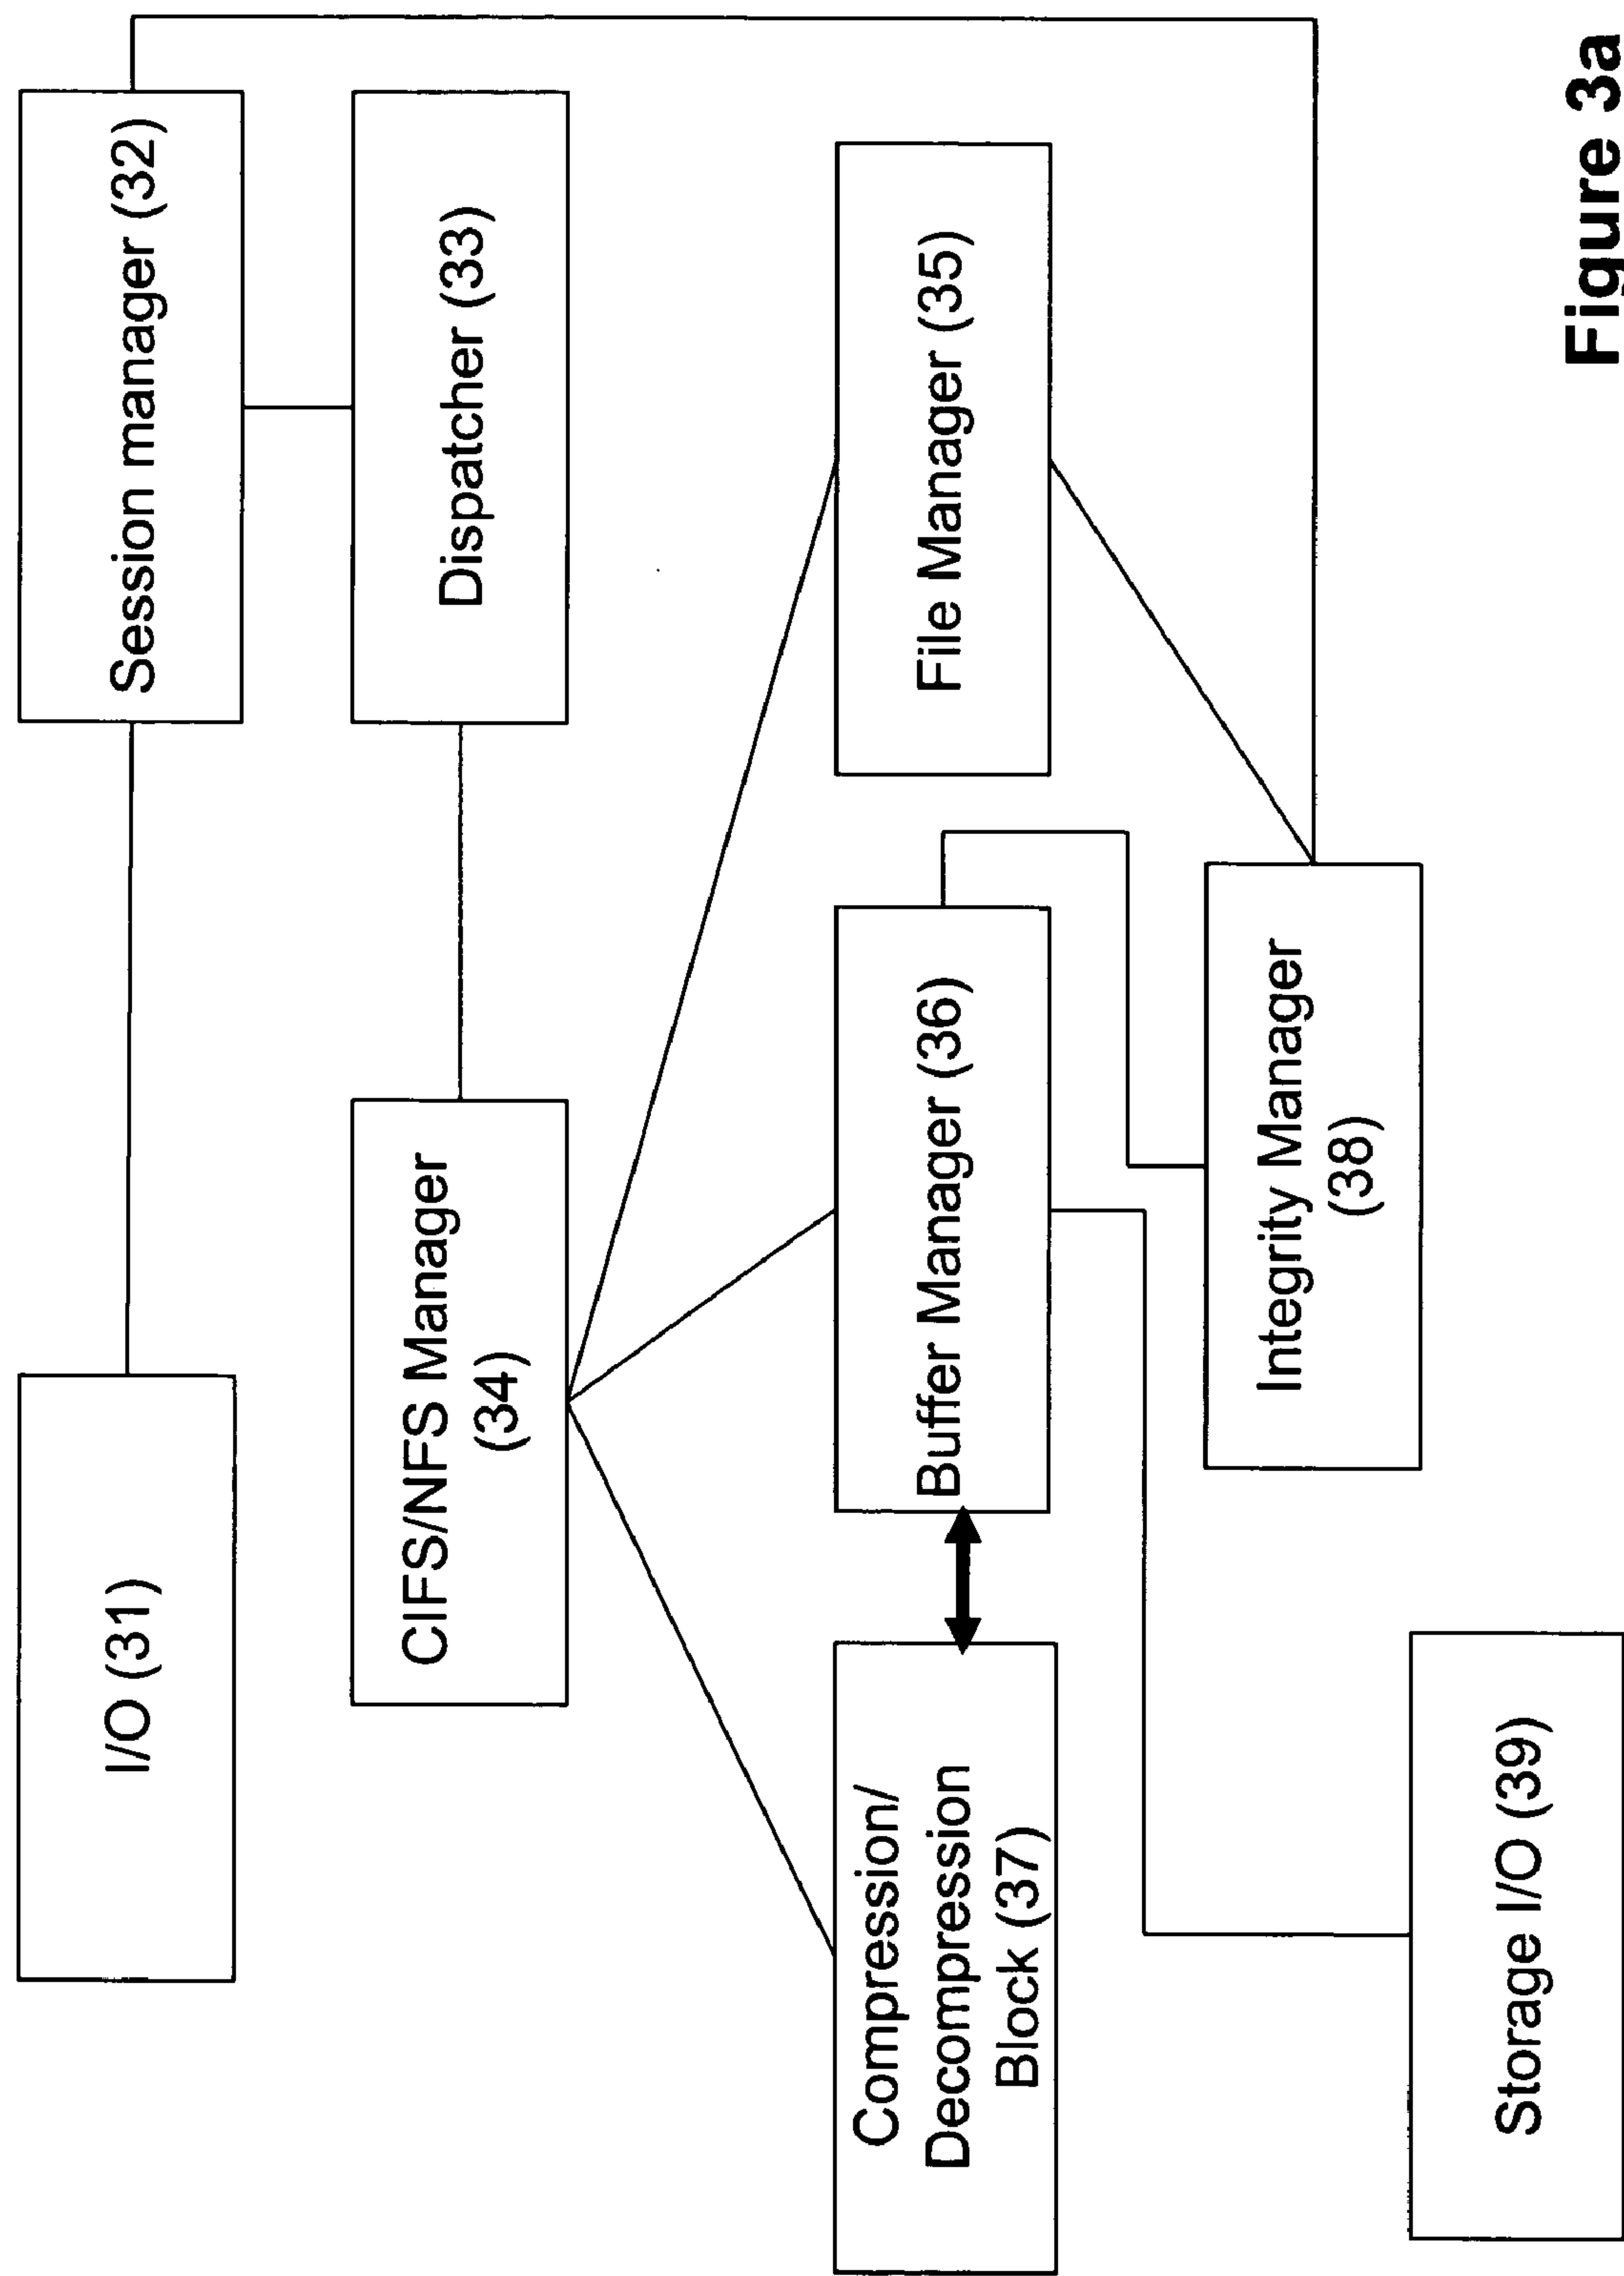 I/O (31)
Session manager (32)
CIFS/NFS Manager
(34)
Dispatcher (33)
Compression/
Decompression
Block (37)
Buffer Manager (36)
File Manager (35)
Integrity Manager
(38)
Storage I/O (39)
Figure 3a